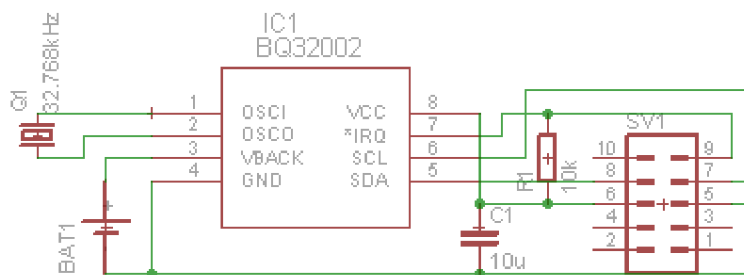 IC1
BQ32002
Q1
32.768kHz
1
OSCI
VCC
8
2
OSCO
*IRQ
7
3
VBACK
SCL
6
4
GND
SDA
5
R1
10k
SV1
10
9
8
7
6
5
4
3
2
1
BAT1
C1
10u